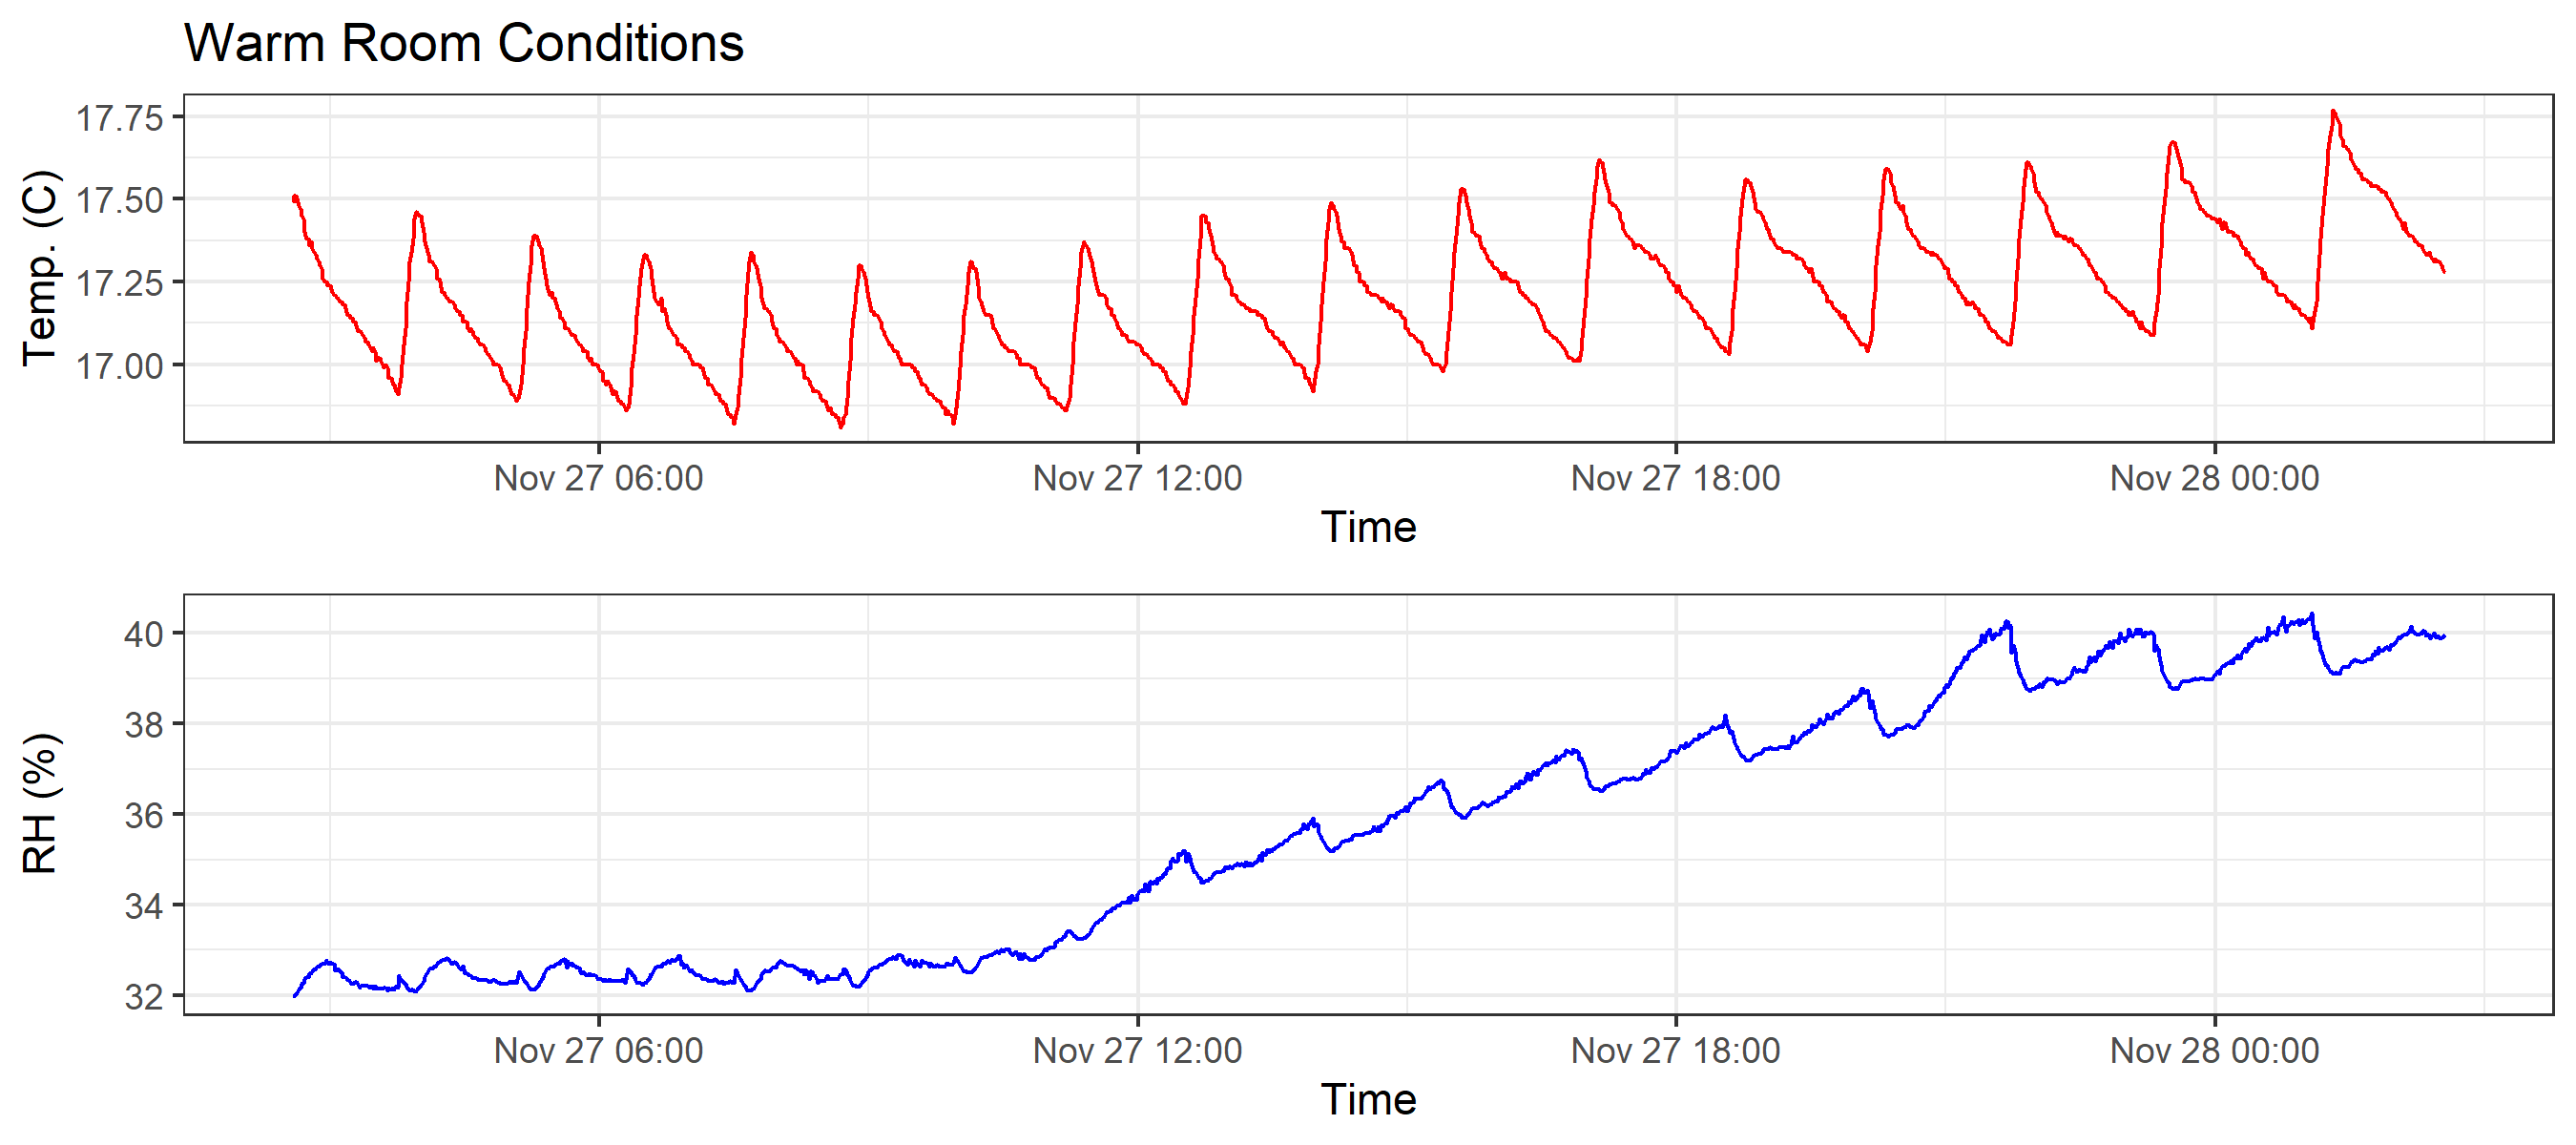 Warm Room Conditions
Temp. (C)
17.75
17.50
17.25
17.00
Nov 27 06:00 Nov 27 12:00 Nov 27 18:00 Nov 28 00:00
Time
RH (%)
40
38
36
34
32
Nov 27 06:00 Nov 27 12:00 Nov 27 18:00 Nov 28 00:00
Time